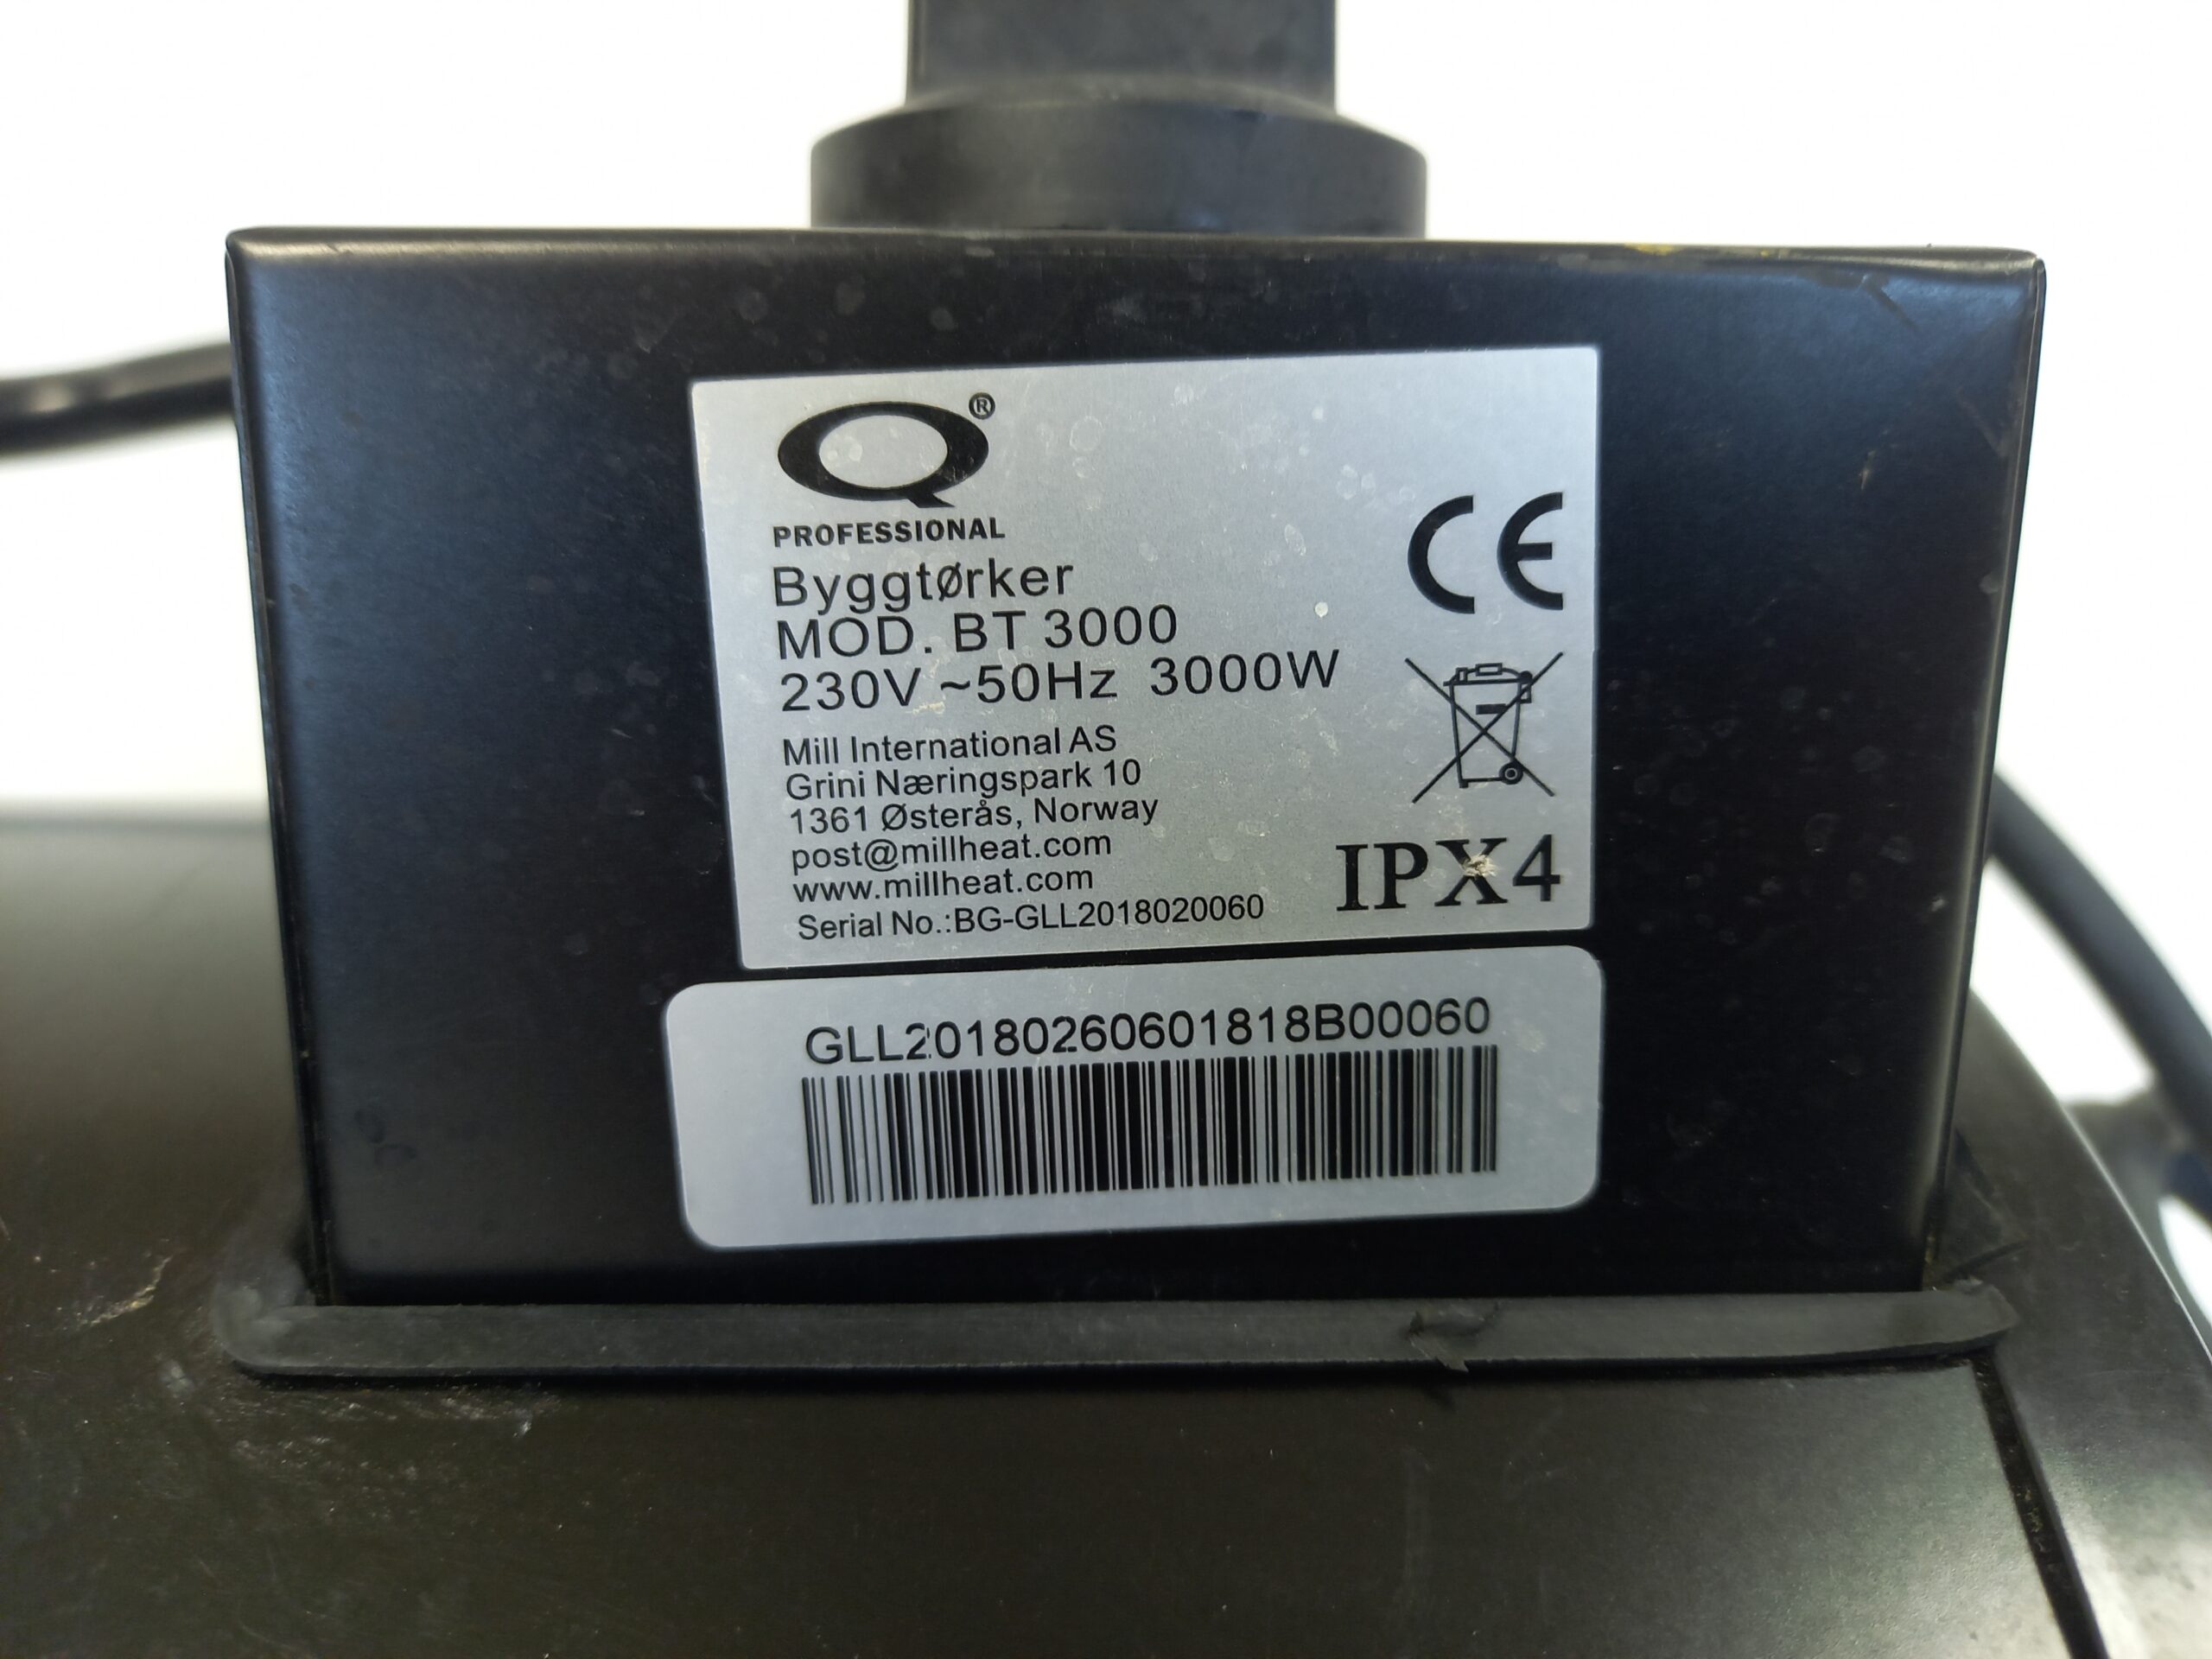 Q®
PROFESSIONAL
Byggtørker
MOD. BT 3000
230V ~50Hz 3000W
Mill International AS
Grini Næringspark 10
1361 Østerås, Norway
post@millheat.com
www.millheat.com
Serial No.:BG-GLL2018020060
CE
IPX4
GLL20180260601818B00060